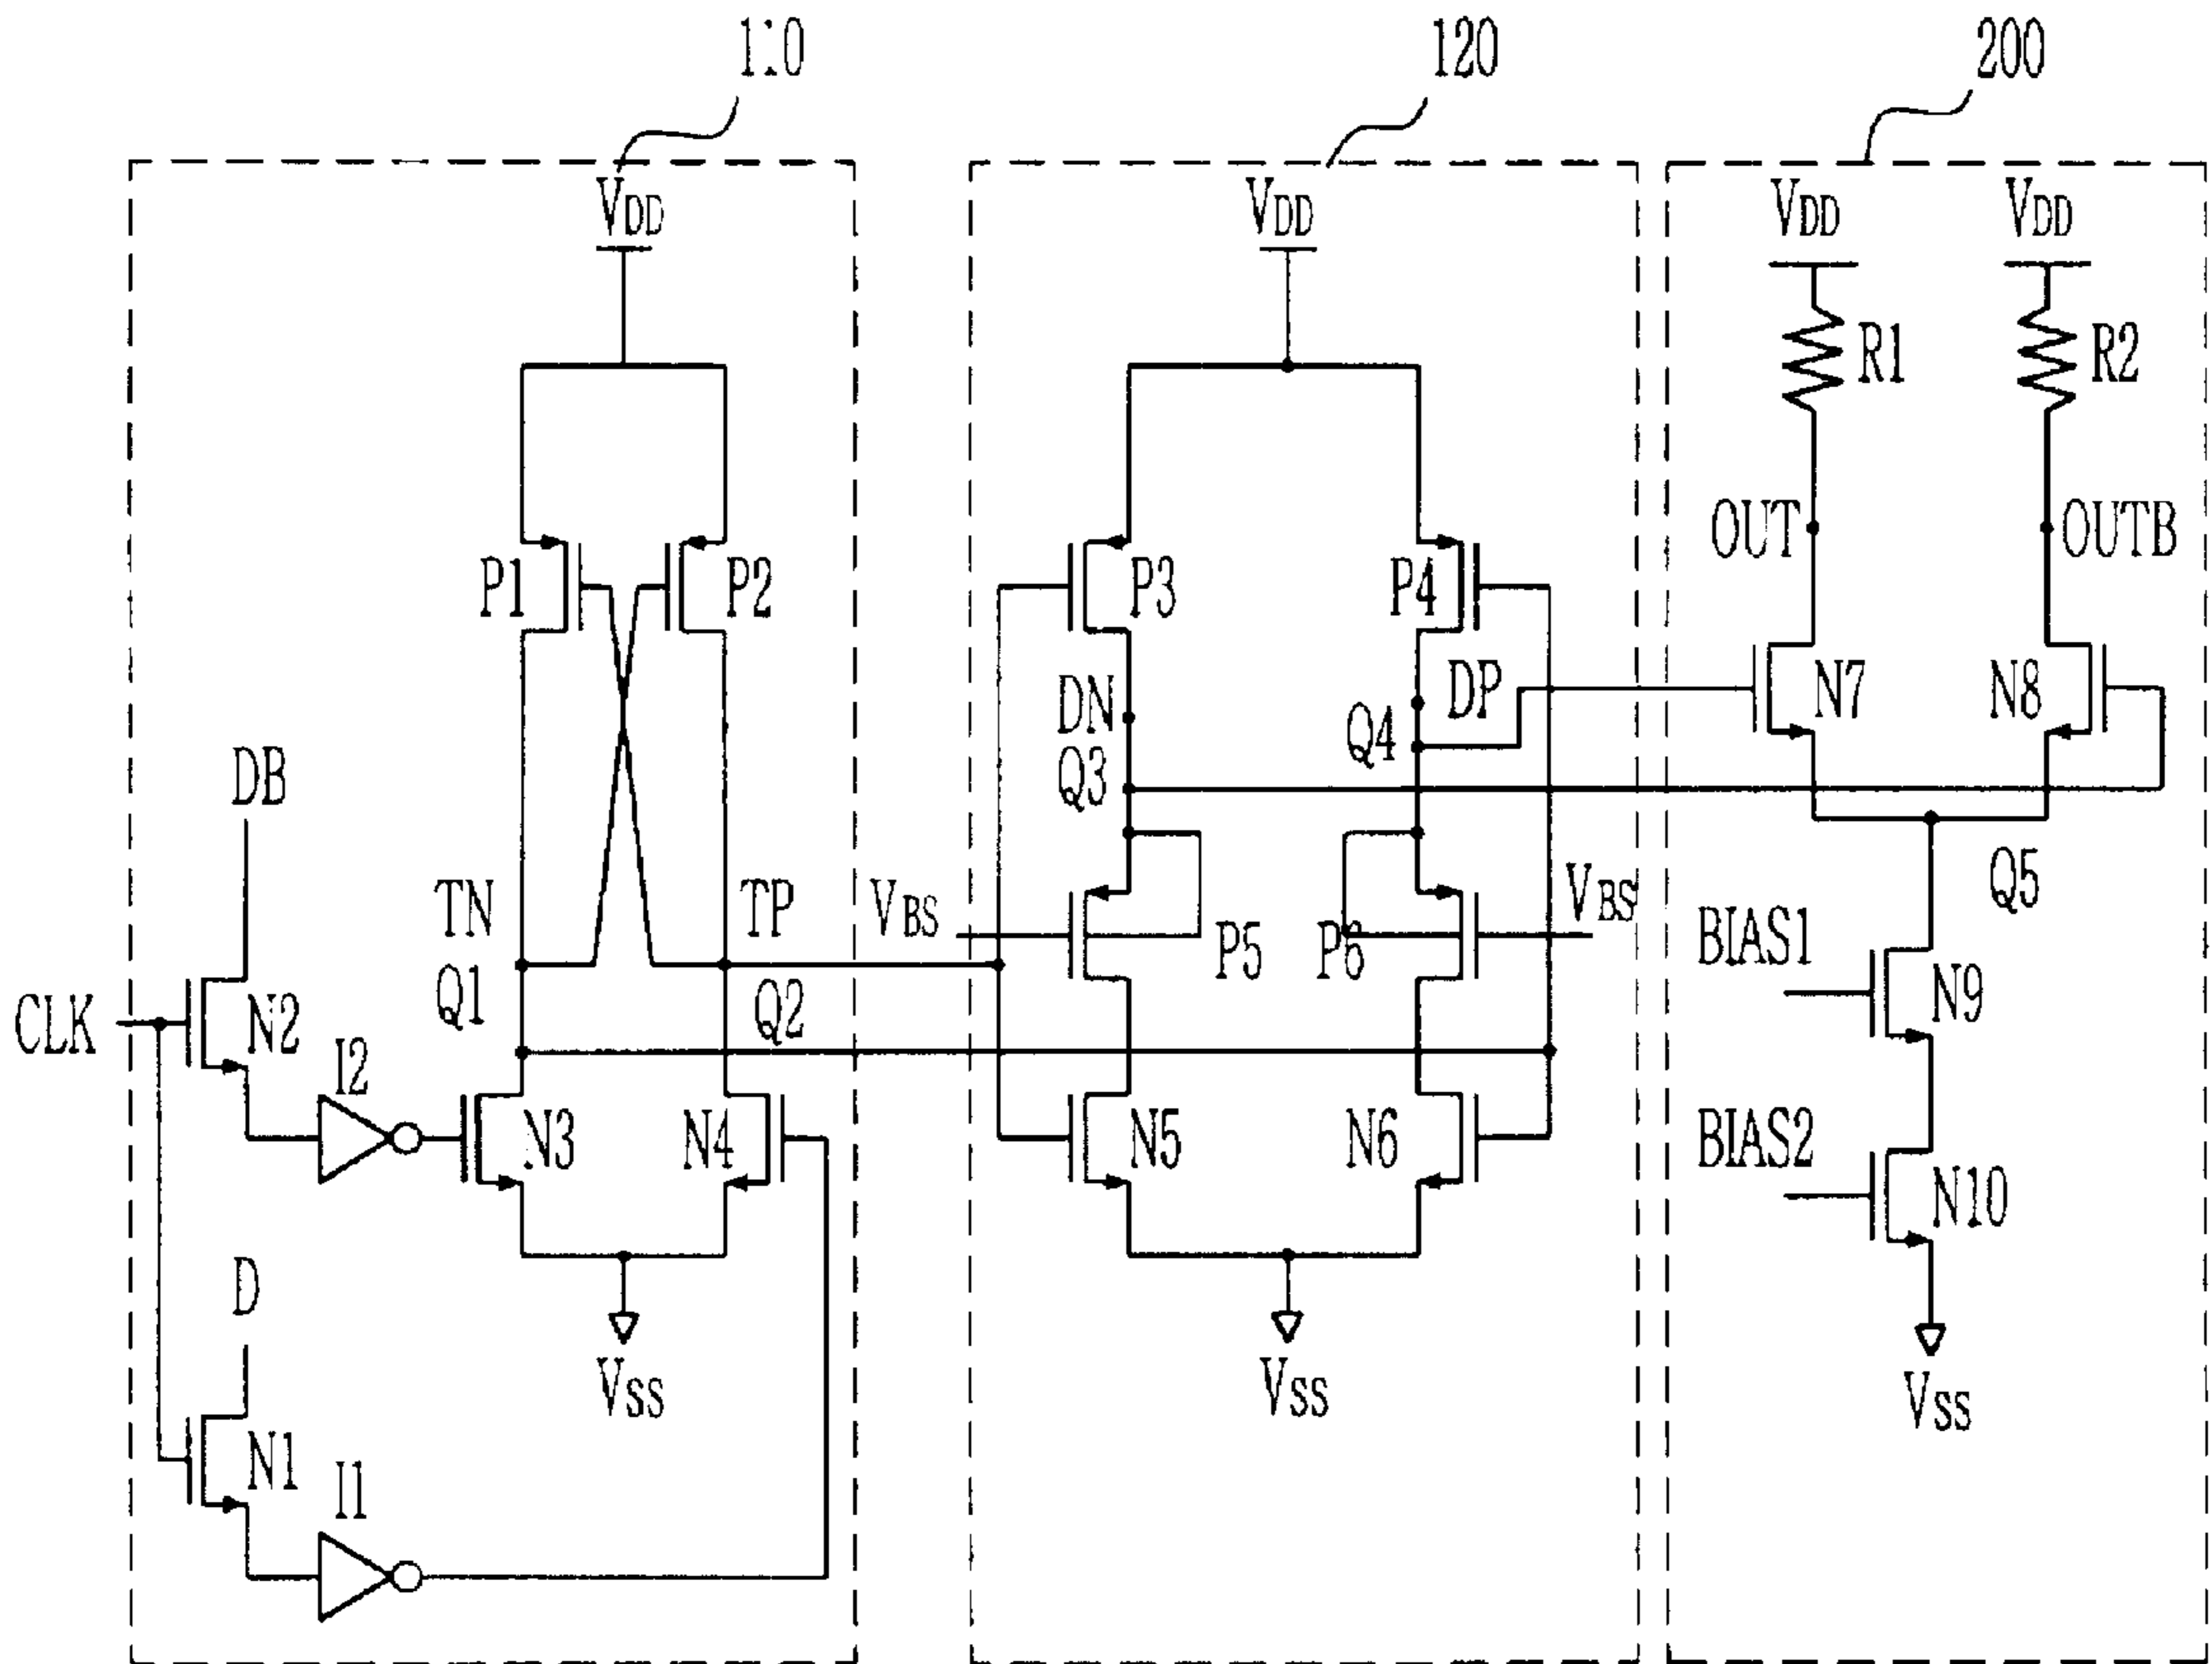 110
120
200
VDD
VDD
VDD
VDD
R1
R2
P1
P2
P3
P4
OUT
OUTB
DN
DP
N7
N8
Q3
Q4
DB
TN
TP
VBS
VBS
Q5
P5
P6
BIAS1
Q1
Q2
N9
CLK
N2
I2
N3
N4
N5
N6
BIAS2
N10
D
VSS
VSS
VSS
N1
I1